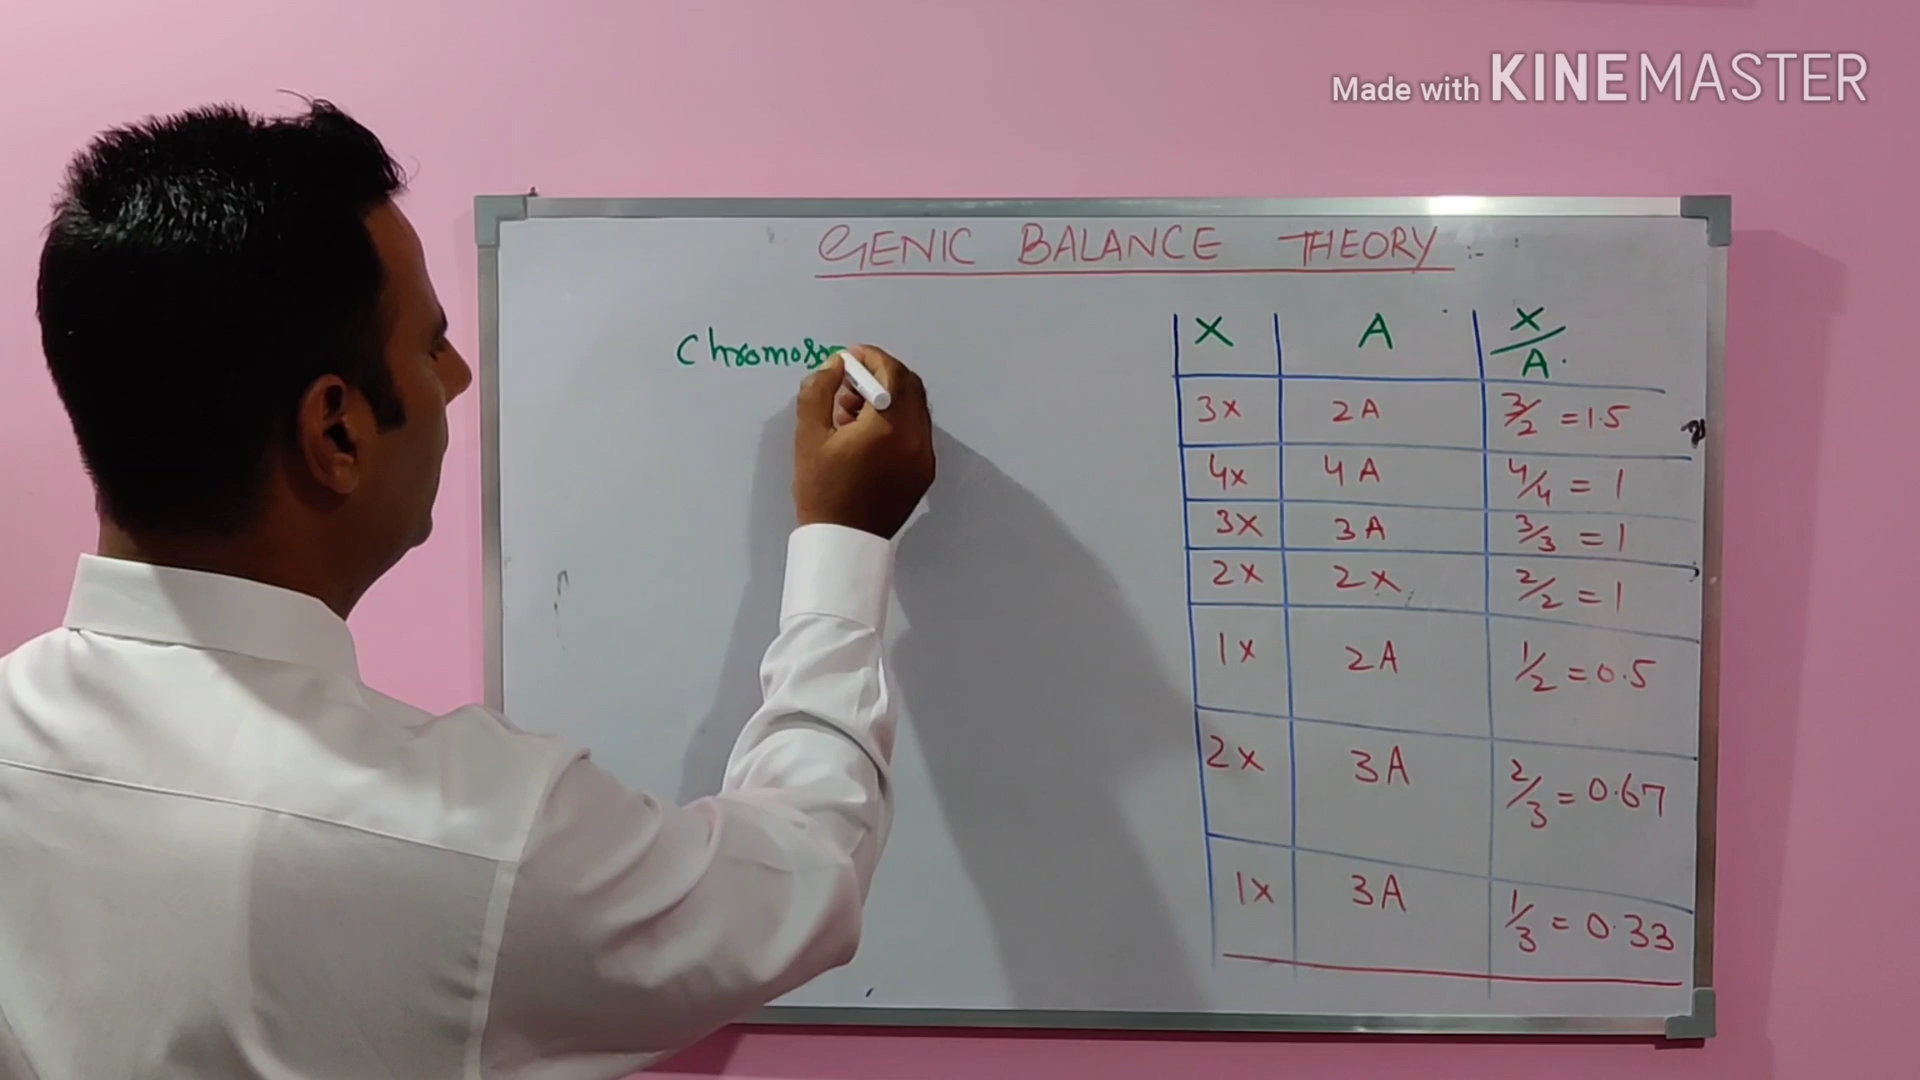 Made with KINEMASTER
GENIC BALANCE THEORY :-
X A X/A
3x 2A 3/2 = 1.5
4x 4A 4/4 = 1
3x 3A 3/3 = 1
2x 2x 2/2 = 1
1x 2A 1/2 = 0.5
2x 3A 2/3 = 0.67
1x 3A 1/3 = 0.33